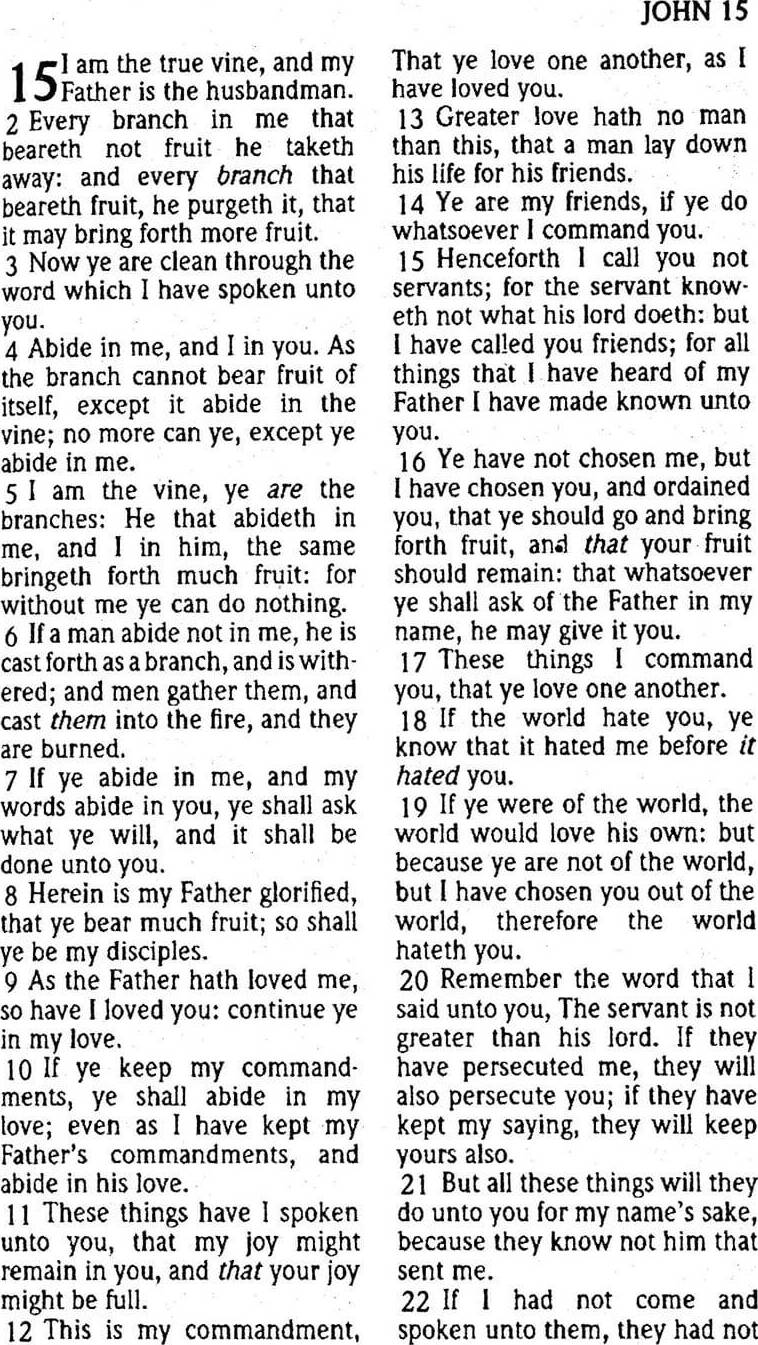 JOHN 15
15 I am the true vine, and my
Father is the husbandman.
2 Every branch in me that
beareth not fruit he taketh
away: and every branch that
beareth fruit, he purgeth it, that
it may bring forth more fruit.
3 Now ye are clean through the
word which I have spoken unto
you.
4 Abide in me, and I in you. As
the branch cannot bear fruit of
itself, except it abide in the
vine; no more can ye, except ye
abide in me.
5 I am the vine, ye are the
branches: He that abideth in
me, and I in him, the same
bringeth forth much fruit: for
without me ye can do nothing.
6 If a man abide not in me, he is
cast forth as a branch, and is with-
ered; and men gather them, and
cast them into the fire, and they
are burned.
7 If ye abide in me, and my
words abide in you, ye shall ask
what ye will, and it shall be
done unto you.
8 Herein is my Father glorified,
that ye bear much fruit; so shall
ye be my disciples.
9 As the Father hath loved me,
so have I loved you: continue ye
in my love.
10 If ye keep my command-
ments, ye shall abide in my
love; even as I have kept my
Father's commandments, and
abide in his love.
11 These things have I spoken
unto you, that my joy might
remain in you, and that your joy
might be full.
12 This is my commandment,
That ye love one another, as I
have loved you.
13 Greater love hath no man
than this, that a man lay down
his life for his friends.
14 Ye are my friends, if ye do
whatsoever I command you.
15 Henceforth I call you not
servants; for the servant know-
eth not what his lord doeth: but
I have called you friends; for all
things that I have heard of my
Father I have made known unto
you.
16 Ye have not chosen me, but
I have chosen you, and ordained
you, that ye should go and bring
forth fruit, and that your fruit
should remain: that whatsoever
ye shall ask of the Father in my
name, he may give it you.
17 These things I command
you, that ye love one another.
18 If the world hate you, ye
know that it hated me before it
hated you.
19 If ye were of the world, the
world would love his own: but
because ye are not of the world,
but I have chosen you out of the
world, therefore the world
hateth you.
20 Remember the word that I
said unto you, The servant is not
greater than his lord. If they
have persecuted me, they will
also persecute you; if they have
kept my saying, they will keep
yours also.
21 But all these things will they
do unto you for my name's sake,
because they know not him that
sent me.
22 If I had not come and
spoken unto them, they had not